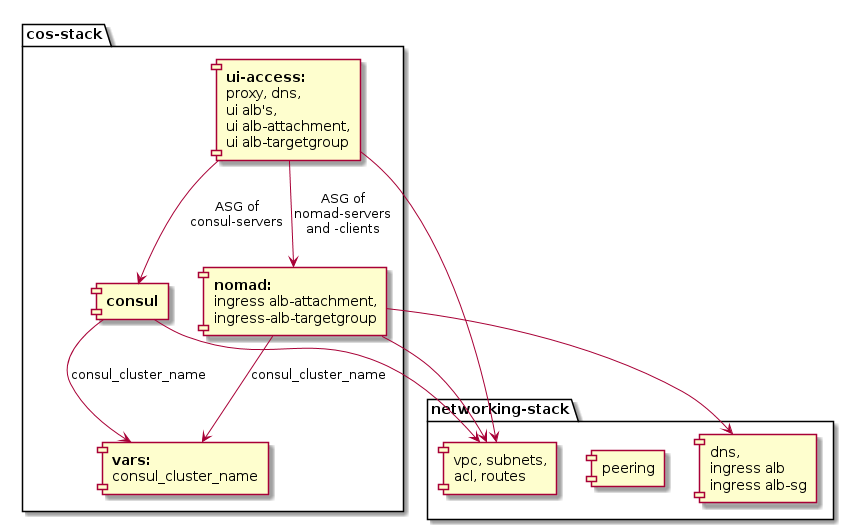 cos-stack
ui-access:
proxy, dns,
ui alb's,
ui alb-attachment,
ui alb-targetgroup
ASG of
consul-servers
ASG of
nomad-servers
and -clients
consul
nomad:
ingress alb-attachment,
ingress-alb-targetgroup
consul_cluster_name
consul_cluster_name
vars:
consul_cluster_name
networking-stack
vpc, subnets,
acl, routes
peering
dns,
ingress alb
ingress alb-sg